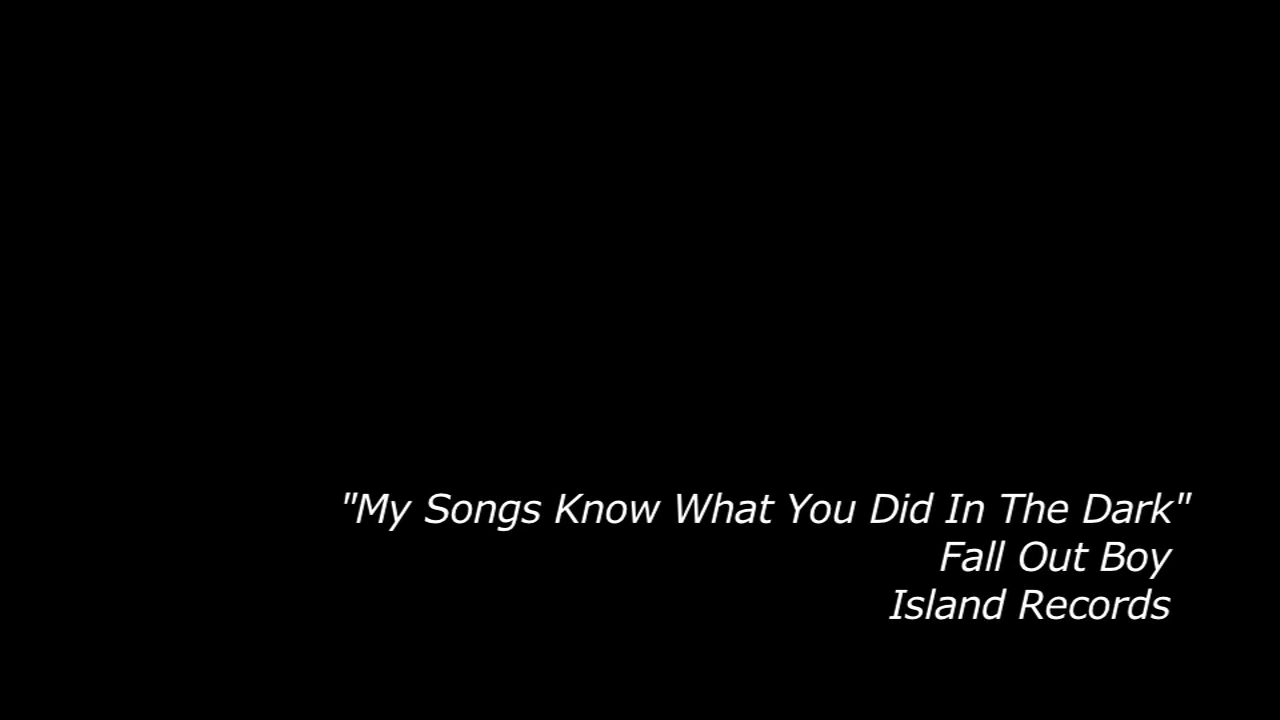 "My Songs Know What You Did In The Dark"
Fall Out Boy
Island Records